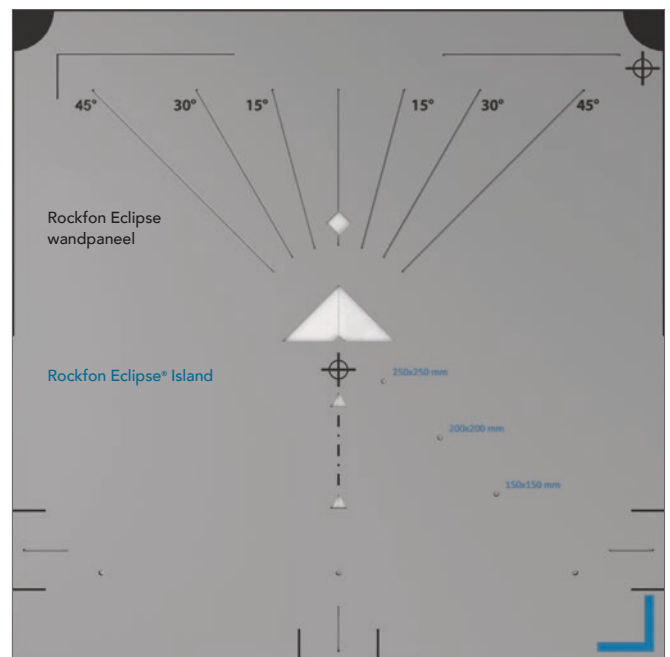 45° 30° 15° 15° 30° 45°
Rockfon Eclipse
wandpaneel
Rockfon Eclipse® Island
250x250 mm
200x200 mm
150x150 mm